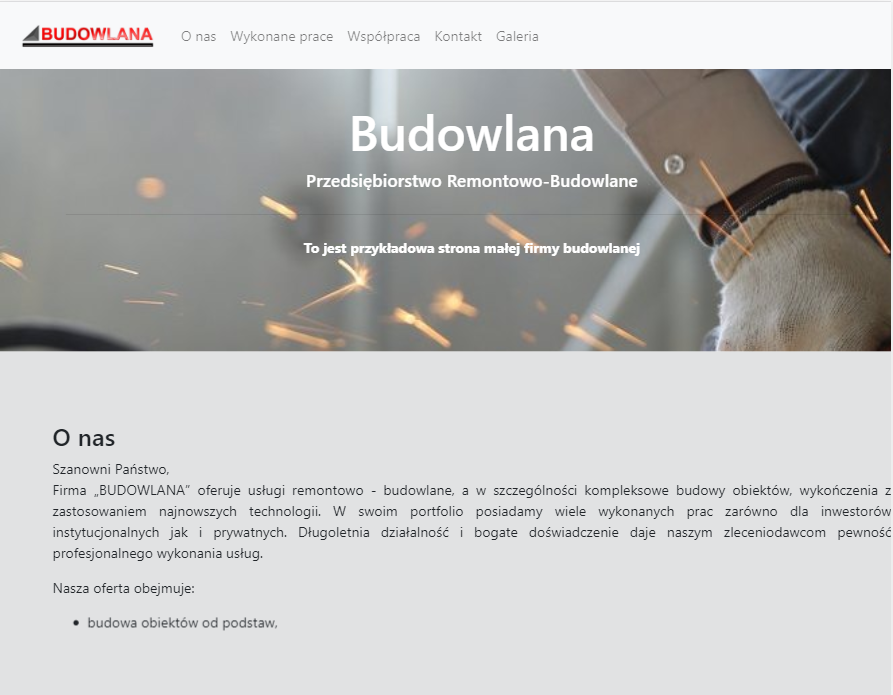 BUDOWLANA
O nas Wykonane prace Współpraca Kontakt Galeria
Budowlana
Przedsiębiorstwo Remontowo-Budowlane
To jest przykładowa strona małej firmy budowlanej
O nas
Szanowni Państwo,
Firma „BUDOWLANA” oferuje usługi remontowo - budowlane, a w szczególności kompleksowe budowy obiektów, wykończenia z
zastosowaniem najnowszych technologii. W swoim portfolio posiadamy wiele wykonanych prac zarówno dla inwestorów
instytucjonalnych jak i prywatnych. Długoletnia działalność i bogate doświadczenie daje naszym zleceniodawcom pewność
profesjonalnego wykonania usług.
Nasza oferta obejmuje:
• budowa obiektów od podstaw,